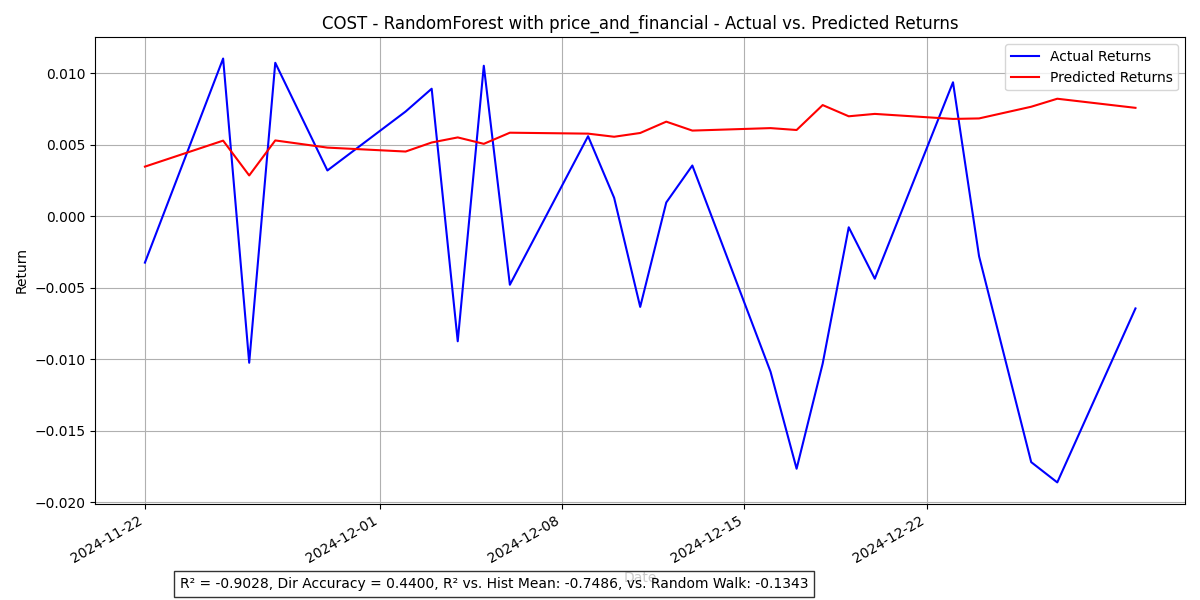 COST - RandomForest with price_and_financial - Actual vs. Predicted Returns
Actual Returns
Predicted Returns
0.010
0.005
0.000
−0.005
−0.010
−0.015
−0.020
Return
2024-11-22
2024-12-01
2024-12-08
2024-12-15
2024-12-22
Date
R² = -0.9028, Dir Accuracy = 0.4400, R² vs. Hist Mean: -0.7486, vs. Random Walk: -0.1343